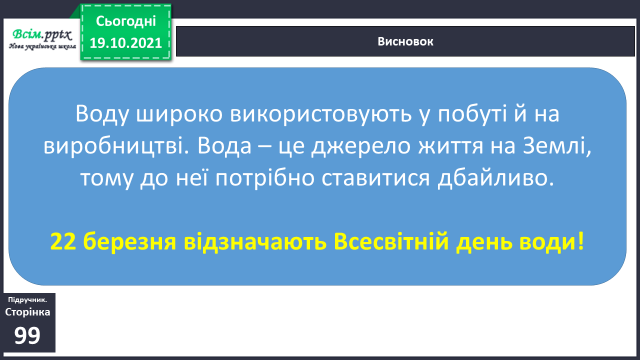 Всім.pptx
Нова українська школа
Сьогодні
19.10.2021
Висновок
Воду широко використовують у побуті й на
виробництві. Вода – це джерело життя на Землі,
тому до неї потрібно ставитися дбайливо.
22 березня відзначають Всесвітній день води!
Підручник.
Сторінка
99